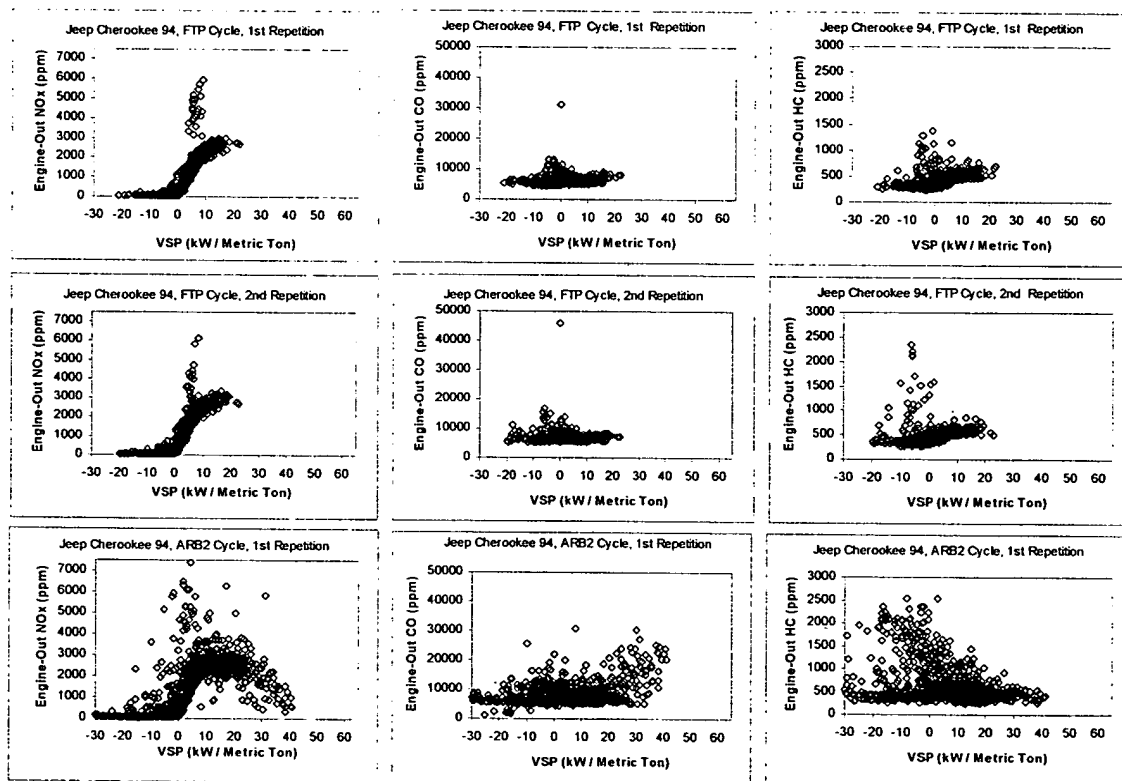 Jeep Cherookee 94, FTP Cycle, 1st Repetition
Engine-Out NOx (ppm)
7000
6000
5000
4000
3000
2000
1000
0
-30 -20 -10 0 10 20 30 40 50 60
VSP (kW / Metric Ton)
Jeep Cherookee 94, FTP Cycle, 1st Repetition
Engine-Out CO (ppm)
50000
40000
30000
20000
10000
0
-30 -20 -10 0 10 20 30 40 50 60
VSP (kW / Metric Ton)
Jeep Cherookee 94, FTP Cycle, 1st Repetition
Engine-Out HC (ppm)
3000
2500
2000
1500
1000
500
0
-30 -20 -10 0 10 20 30 40 50 60
VSP (kW / Metric Ton)
Jeep Cherookee 94, FTP Cycle, 2nd Repetition
Engine-Out NOx (ppm)
7000
6000
5000
4000
3000
2000
1000
0
-30 -20 -10 0 10 20 30 40 50 60
VSP (kW / Metric Ton)
Jeep Cherookee 94, FTP Cycle, 2nd Repetition
Engine-Out CO (ppm)
50000
40000
30000
20000
10000
0
-30 -20 -10 0 10 20 30 40 50 60
VSP (kW / Metric Ton)
Jeep Cherookee 94, FTP Cycle, 2nd Repetition
Engine-Out HC (ppm)
3000
2500
2000
1500
1000
500
0
-30 -20 -10 0 10 20 30 40 50 60
VSP (kW / Metric Ton)
Jeep Cherookee 94, ARB2 Cycle, 1st Repetition
Engine-Out NOx (ppm)
7000
6000
5000
4000
3000
2000
1000
0
-30 -20 -10 0 10 20 30 40 50 60
VSP (kW / Metric Ton)
Jeep Cherookee 94, ARB2 Cycle, 1st Repetition
Engine-Out CO (ppm)
50000
40000
30000
20000
10000
0
-30 -20 -10 0 10 20 30 40 50 60
VSP (kW / Metric Ton)
Jeep Cherookee 94, ARB2 Cycle, 1st Repetition
Engine-Out HC (ppm)
3000
2500
2000
1500
1000
500
0
-30 -20 -10 0 10 20 30 40 50 60
VSP (kW / Metric Ton)